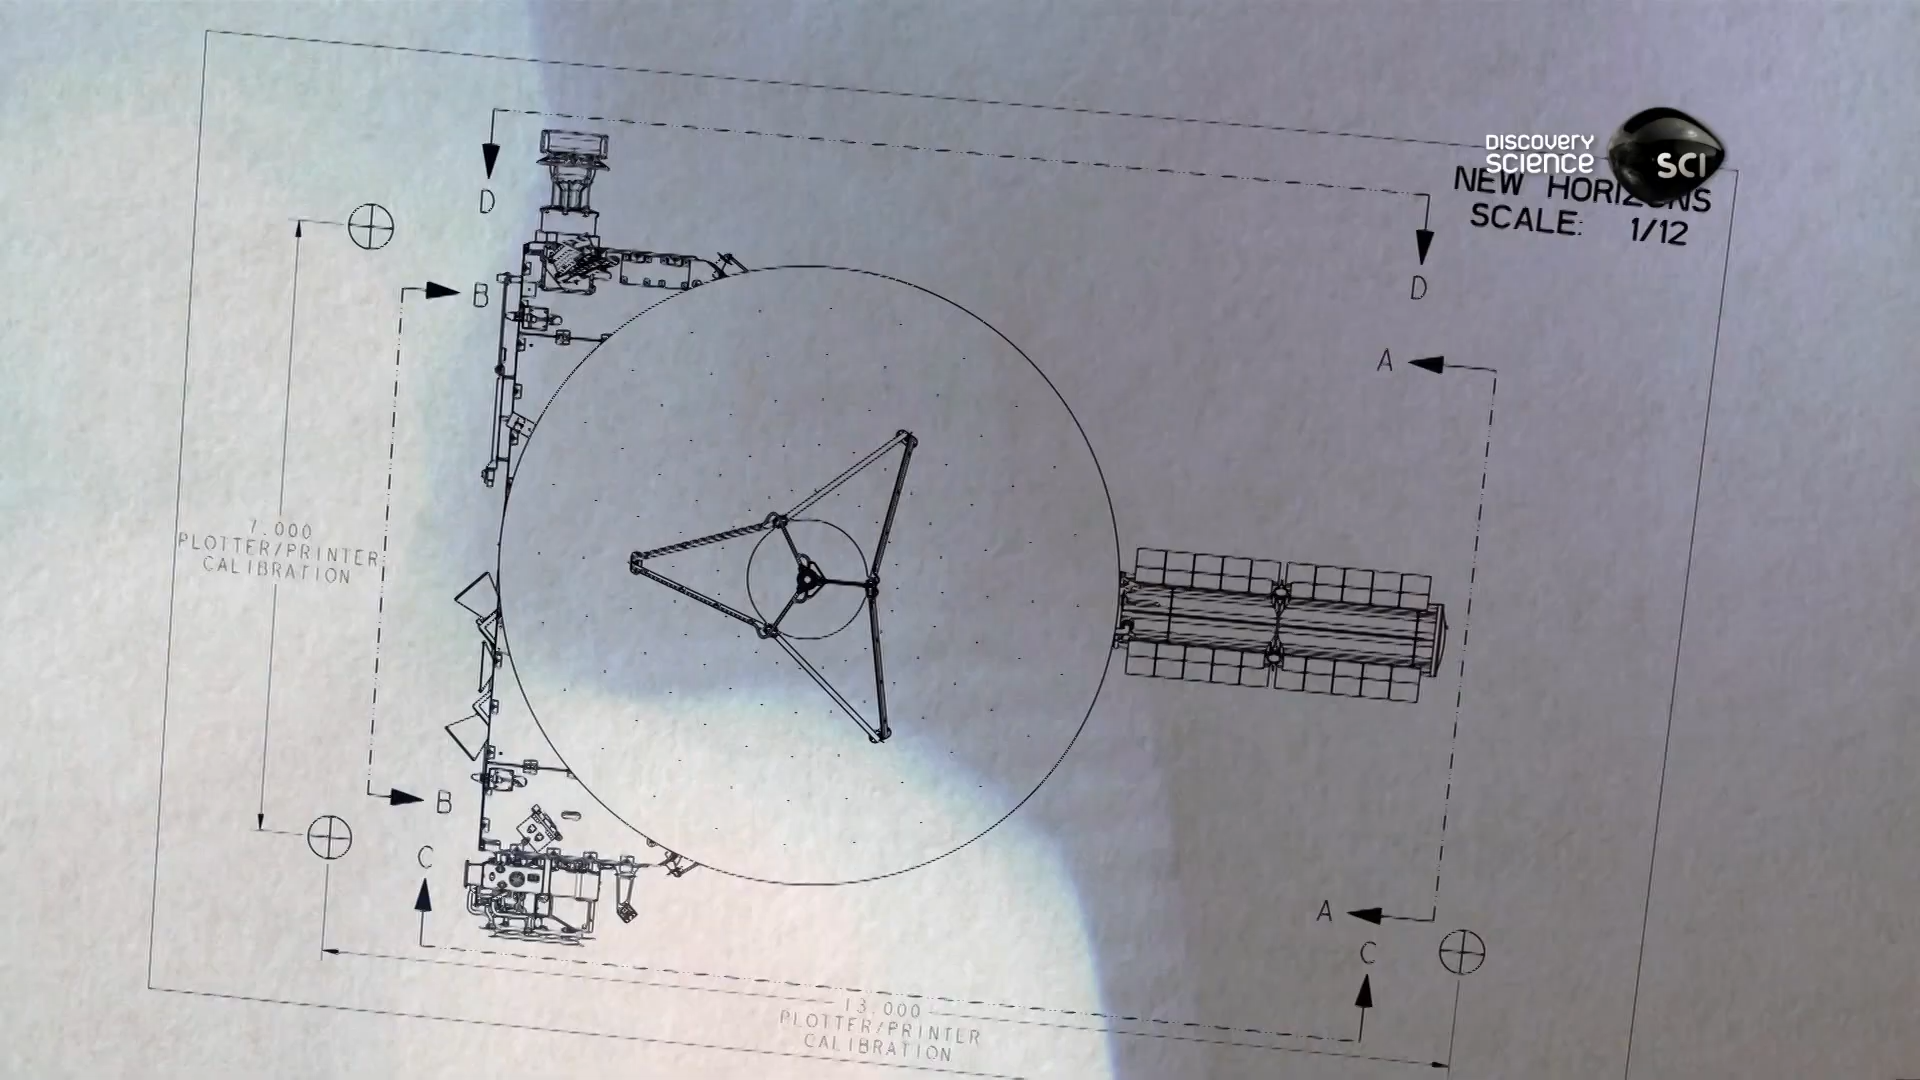 DISCOVERY
SCIENCE
SCI
NEW HORIZONS
SCALE: 1/12
D
D
B
A
7.000
PLOTTER/PRINTER
CALIBRATION
B
C
A
C
13.000
PLOTTER/PRINTER
CALIBRATION